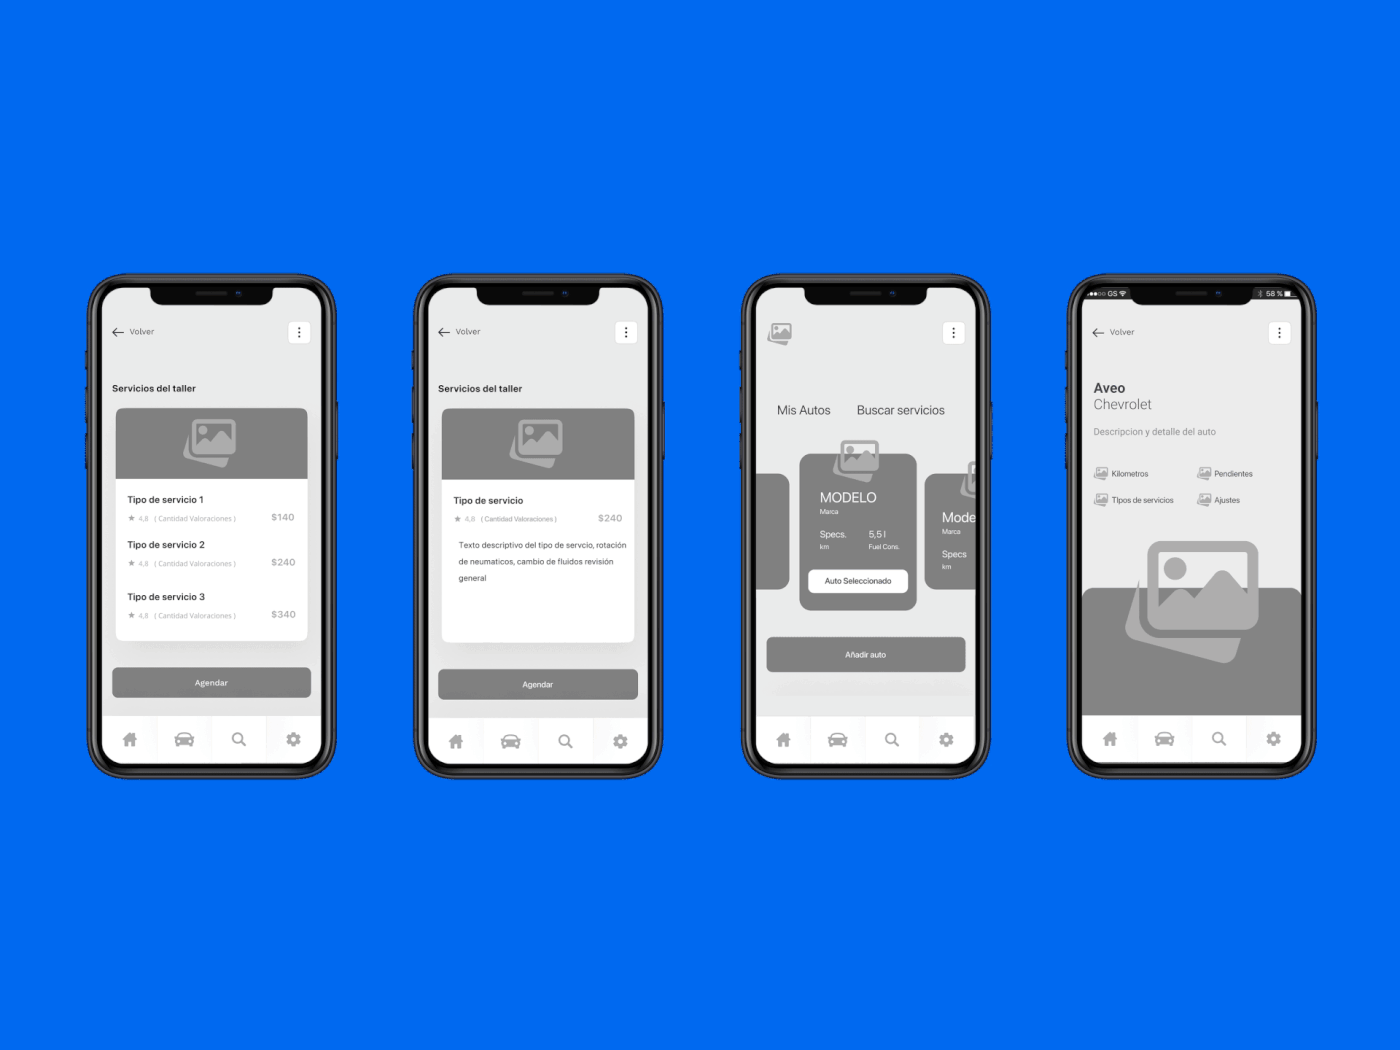 Volver
Servicios del taller
Tipo de servicio 1
4,8 ( Cantidad Valoraciones )
$140
Tipo de servicio 2
4,8 ( Cantidad Valoraciones )
$240
Tipo de servicio 3
4,8 ( Cantidad Valoraciones )
$340
Agendar
Volver
Servicios del taller
Tipo de servicio
4,8 ( Cantidad Valoraciones )
$240
Texto descriptivo del tipo de servcio, rotación
de neumaticos, cambio de fluidos revisión
general
Agendar
Mis Autos
Buscar servicios
MODELO
Marca
Specs. 5,5 l
km Fuel Cons.
Auto Seleccionado
Mode
Marca
Specs
km
Añadir auto
GS 58 %
Volver
Aveo
Chevrolet
Descripcion y detalle del auto
Kilometros Pendientes
Tipos de servicios Ajustes